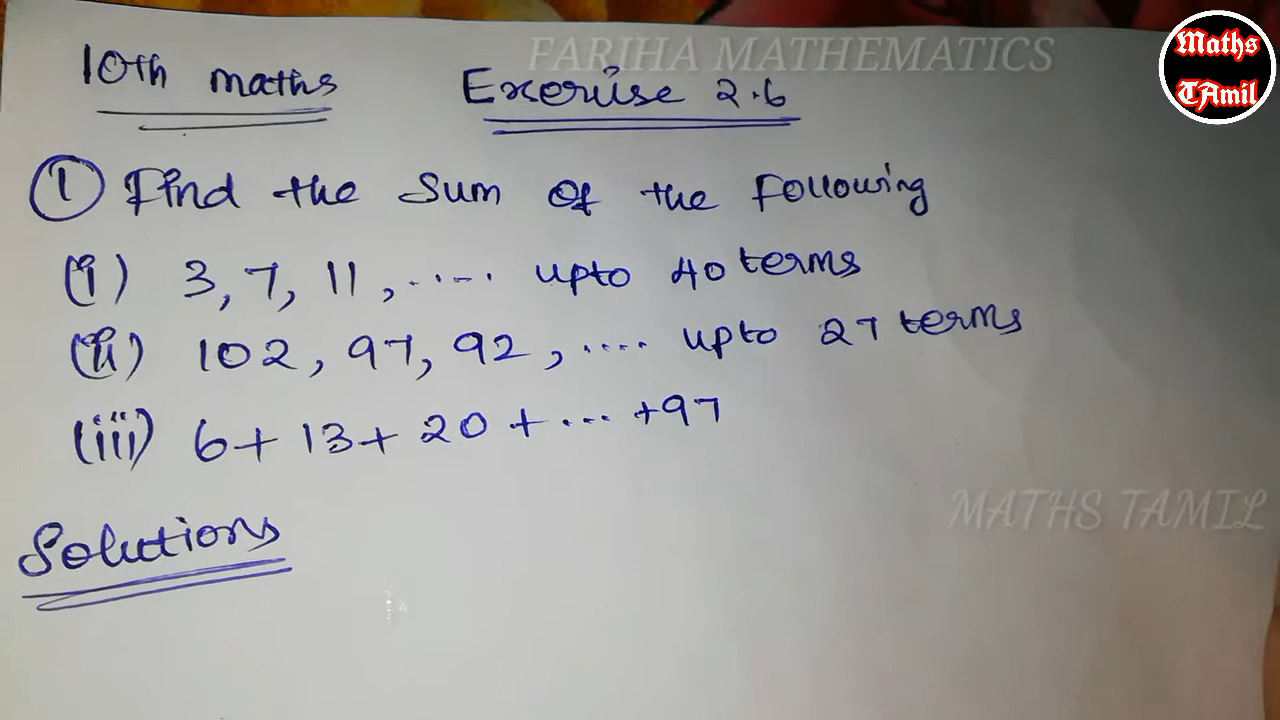 FARIHA MATHEMATICS
Maths
TAmil
10th maths Exercise 2.6
① Find the Sum Of the Following
(i) 3, 7, 11, ..... upto 40 terms
(ii) 102, 97, 92, .... upto 27 terms
(iii) 6+ 13+ 20 + ... +97
MATHS TAMIL
Solutions